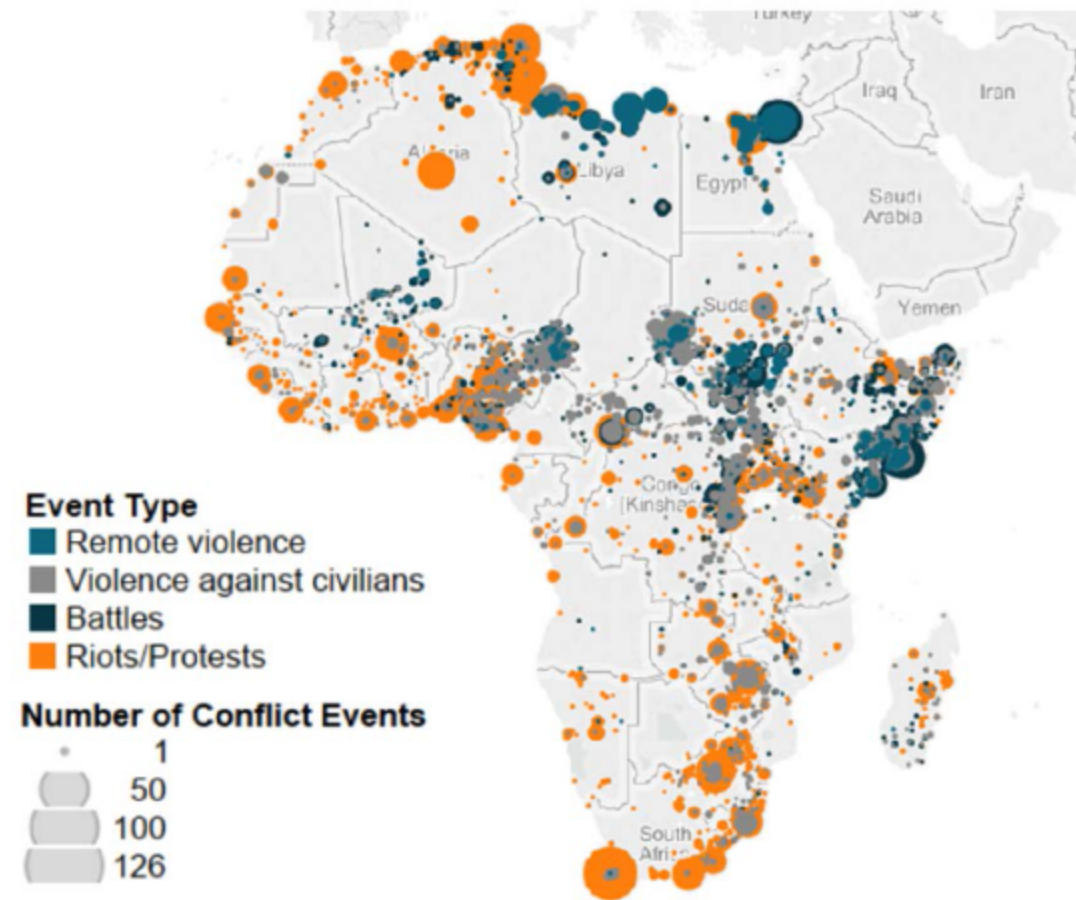 Turkey
Iraq
Iran
Algeria
Libya
Egypt
Saudi
Arabia
Sudan
Yemen
Congo
[Kinshasa
South
Africa
Event Type
Remote violence
Violence against civilians
Battles
Riots/Protests
Number of Conflict Events
1
50
100
126